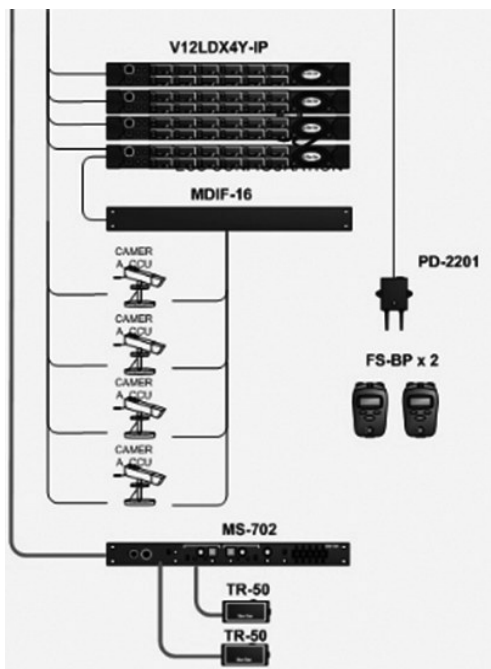 V12LDX4Y-IP
MDIF-16
CAMER
A CCU
PD-2201
CAMER
A CCU
FS-BP x 2
CAMER
A CCU
CAMER
A CCU
MS-702
TR-50
TR-50